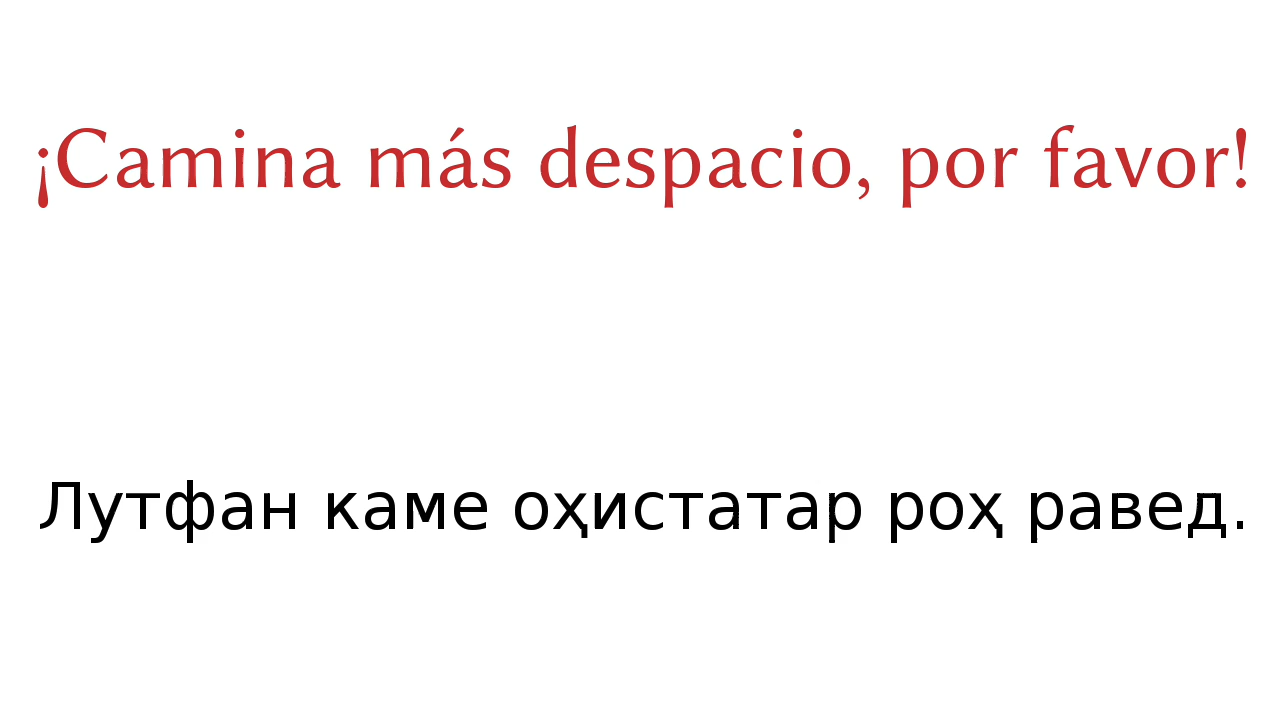 ¡Camina más despacio, por favor!
Лутфан каме оҳистатар роҳ равед.